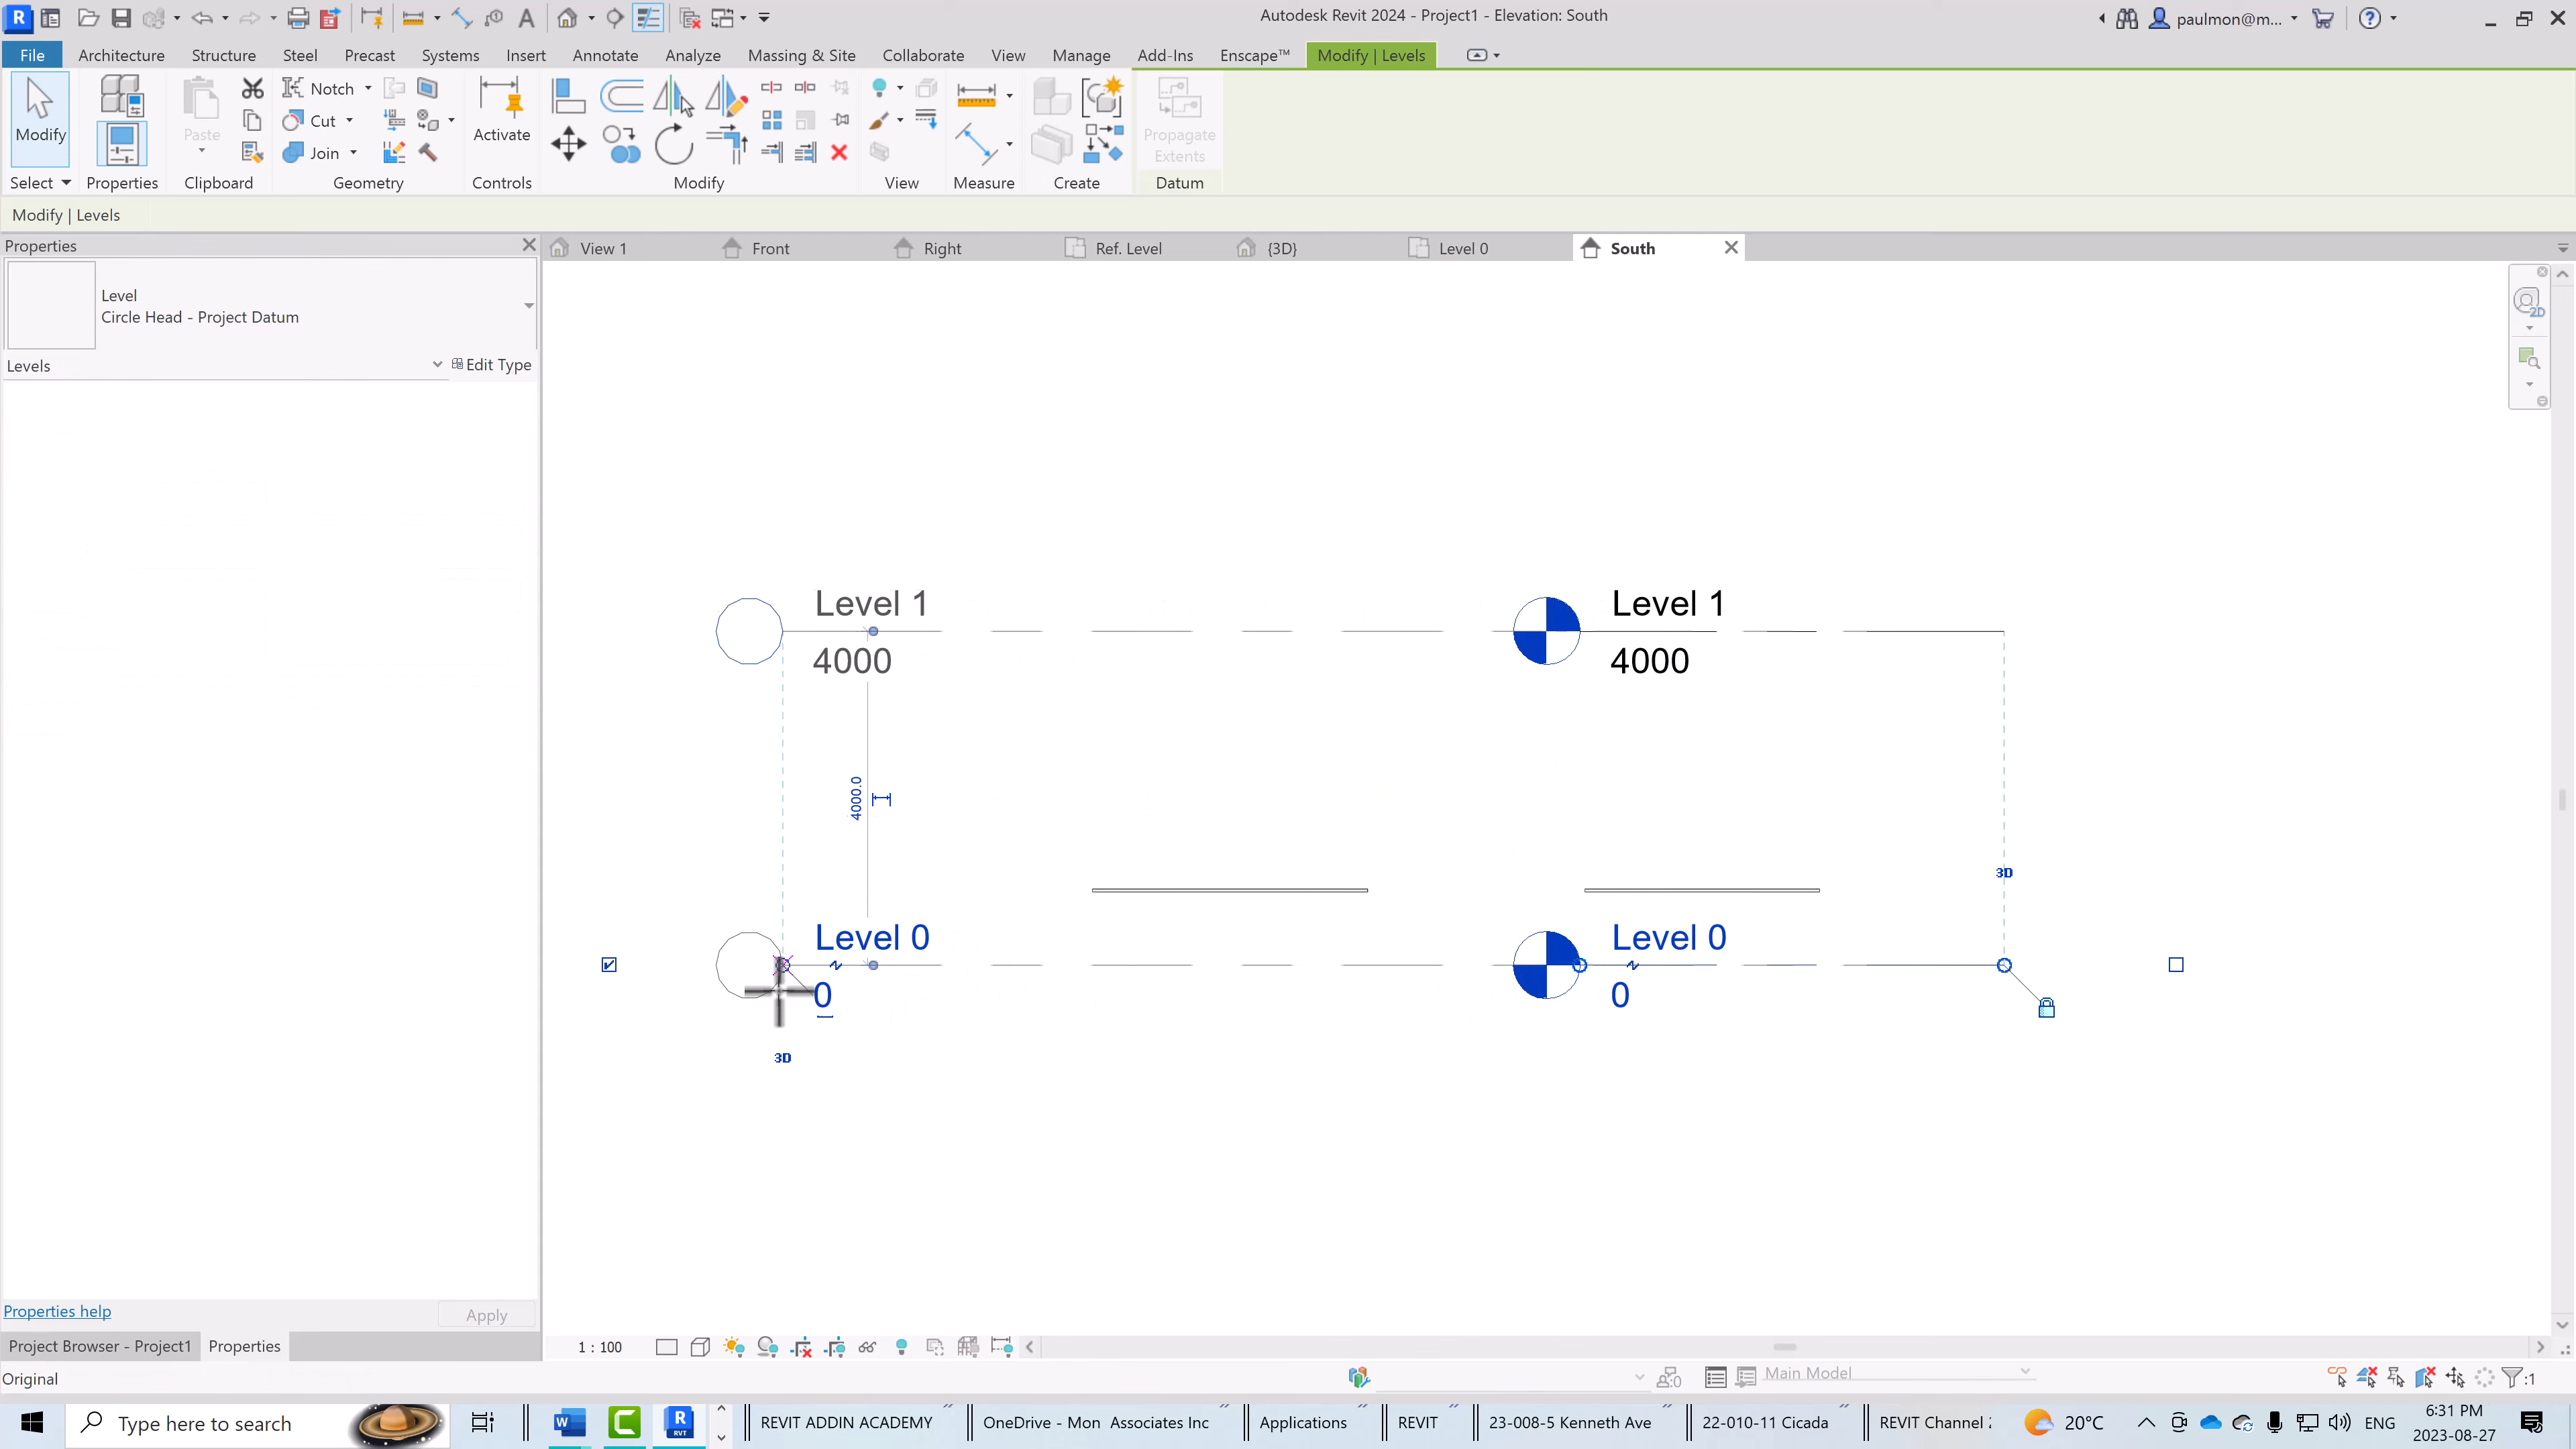 Autodesk Revit 2024 - Project1 - Elevation: South
paulmon@m...
File Architecture Structure Steel Precast Systems Insert Annotate Analyze Massing & Site Collaborate View Manage Add-Ins Enscape™ Modify | Levels
Notch
Cut
Join
Modify
Paste
Activate
Propagate
Extents
Select Properties Clipboard Geometry Controls Modify View Measure Create Datum
Modify | Levels
Properties
View 1 Front Right Ref. Level {3D} Level 0 South
2D
Level
Circle Head - Project Datum
Levels
Edit Type
Level 1
4000
Level 1
4000
4000.0
3D
Level 0
0
Level 0
0
3D
Properties help
Apply
Project Browser - Project1 Properties
1 : 100
Original
:0
Main Model
:1
Type here to search
REVIT ADDIN ACADEMY
OneDrive - Mon Associates Inc
Applications
REVIT
23-008-5 Kenneth Ave
22-010-11 Cicada
REVIT Channel
20°C
ENG
6:31 PM
2023-08-27